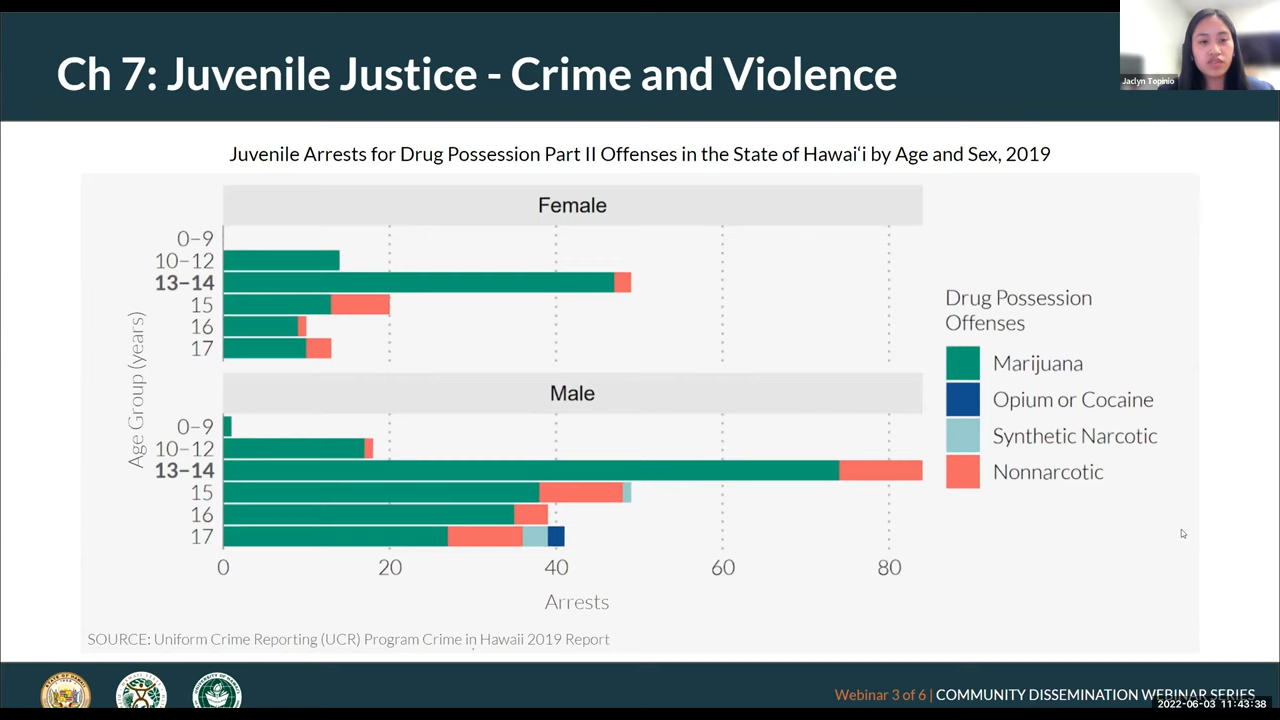 Ch 7: Juvenile Justice - Crime and Violence
Jaclyn Topinio
Juvenile Arrests for Drug Possession Part II Offenses in the State of Hawaiʻi by Age and Sex, 2019
Female
0–9
10–12
13–14
15
16
17
Male
0–9
10–12
13–14
15
16
17
Age Group (years)
0 20 40 60 80
Arrests
Drug Possession
Offenses
Marijuana
Opium or Cocaine
Synthetic Narcotic
Nonnarcotic
SOURCE: Uniform Crime Reporting (UCR) Program Crime in Hawaii 2019 Report
Webinar 3 of 6 | COMMUNITY DISSEMINATION WEBINAR SERIES
2022-06-03 11:43:38